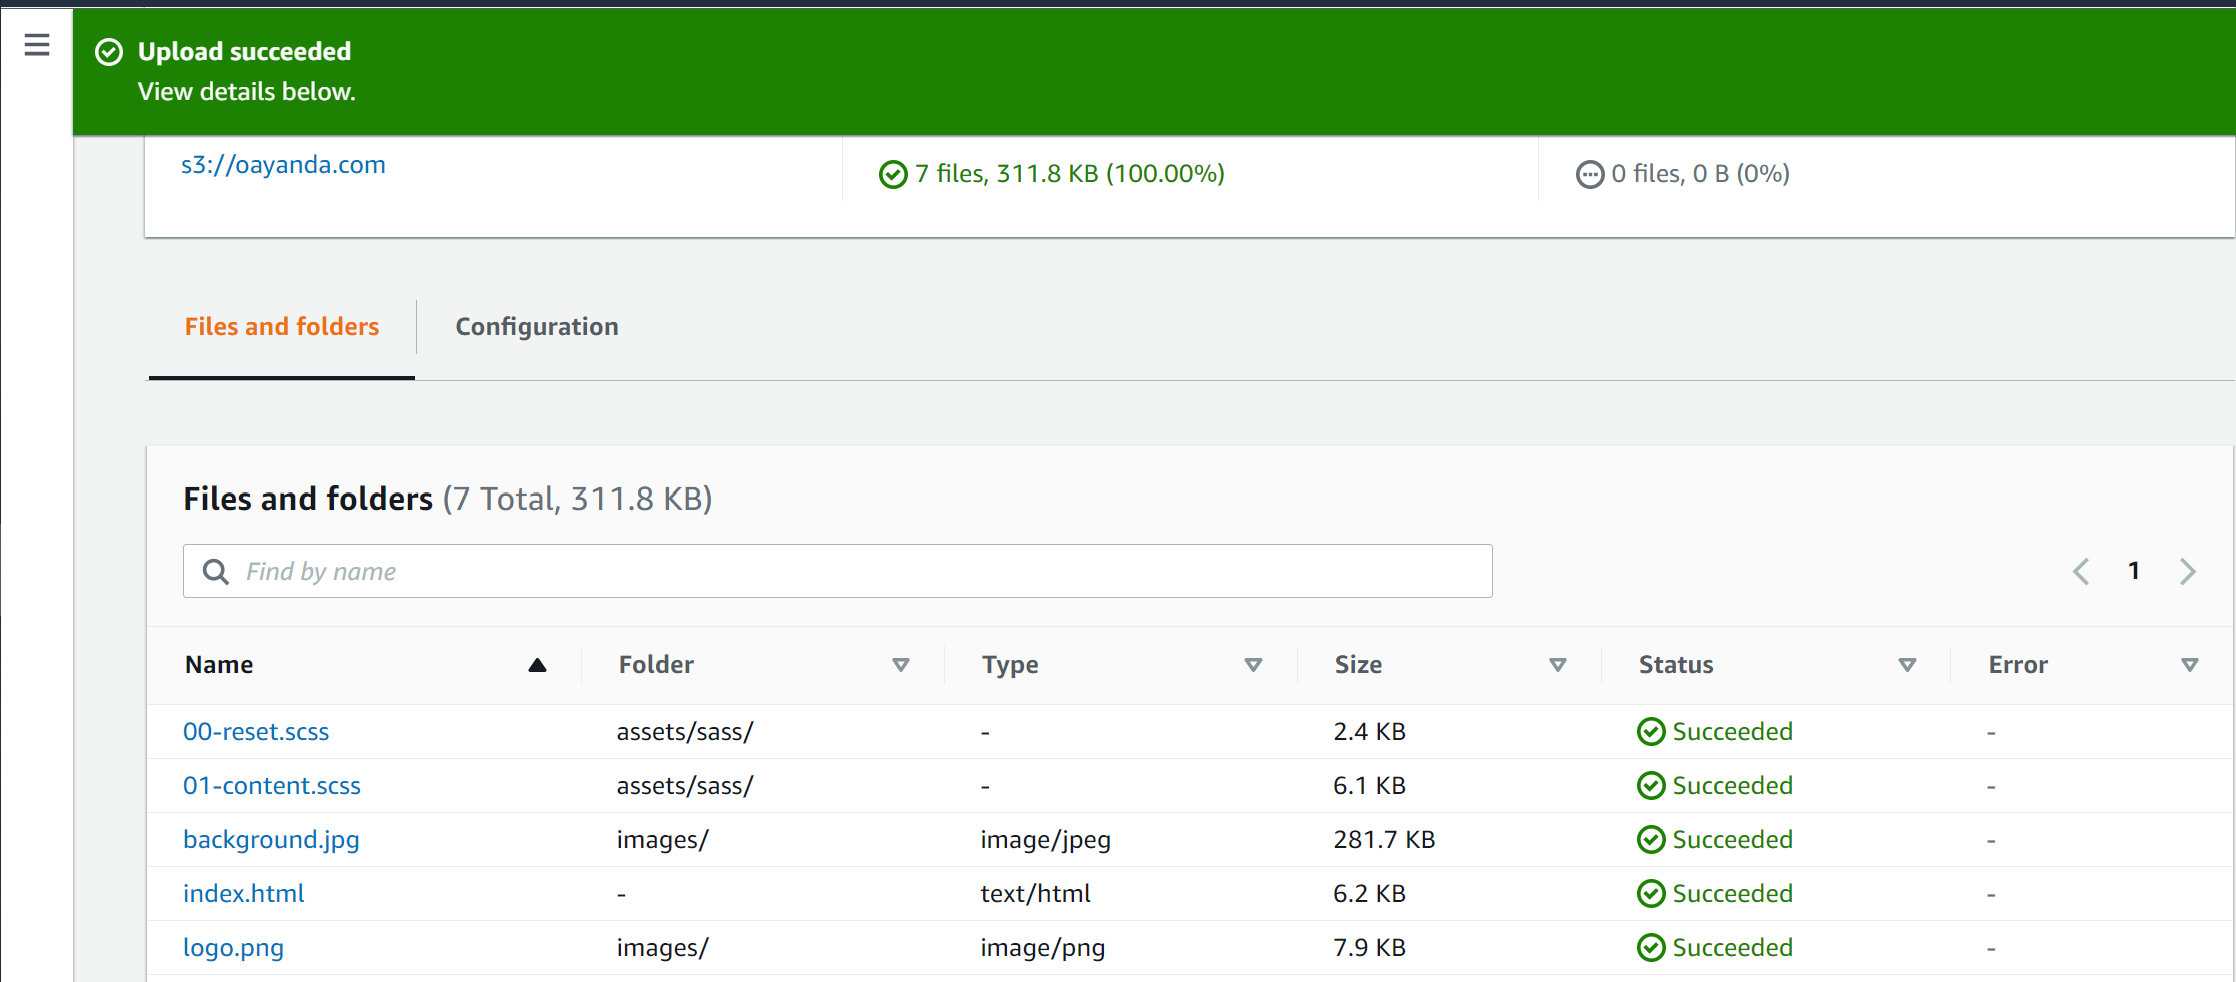 Upload succeeded
View details below.
s3://oayanda.com 7 files, 311.8 KB (100.00%) 0 files, 0 B (0%)
Files and folders Configuration
Files and folders (7 Total, 311.8 KB)
Find by name 1
Name Folder Type Size Status Error
00-reset.scss assets/sass/ - 2.4 KB Succeeded -
01-content.scss assets/sass/ - 6.1 KB Succeeded -
background.jpg images/ image/jpeg 281.7 KB Succeeded -
index.html - text/html 6.2 KB Succeeded -
logo.png images/ image/png 7.9 KB Succeeded -